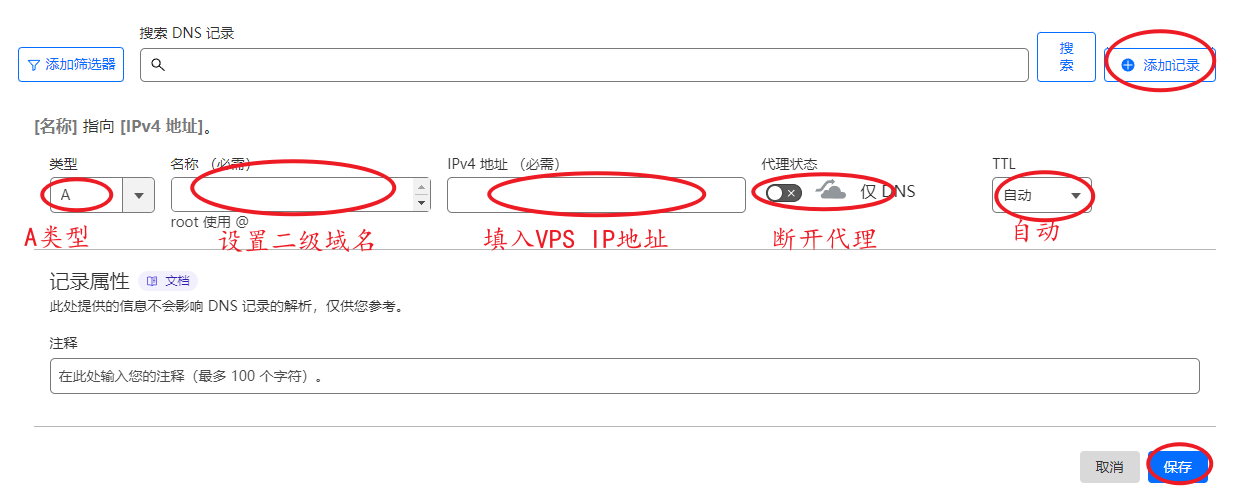 搜索 DNS 记录
添加筛选器
搜
索
添加记录
[名称] 指向 [IPv4 地址]。
类型
名称 （必需）
IPv4 地址 （必需）
代理状态
TTL
A
仅 DNS
自动
root 使用 @
A类型
设置二级域名
填入VPS IP地址
断开代理
自动
记录属性
文档
此处提供的信息不会影响 DNS 记录的解析，仅供您参考。
注释
在此处输入您的注释（最多 100 个字符）。
取消
保存